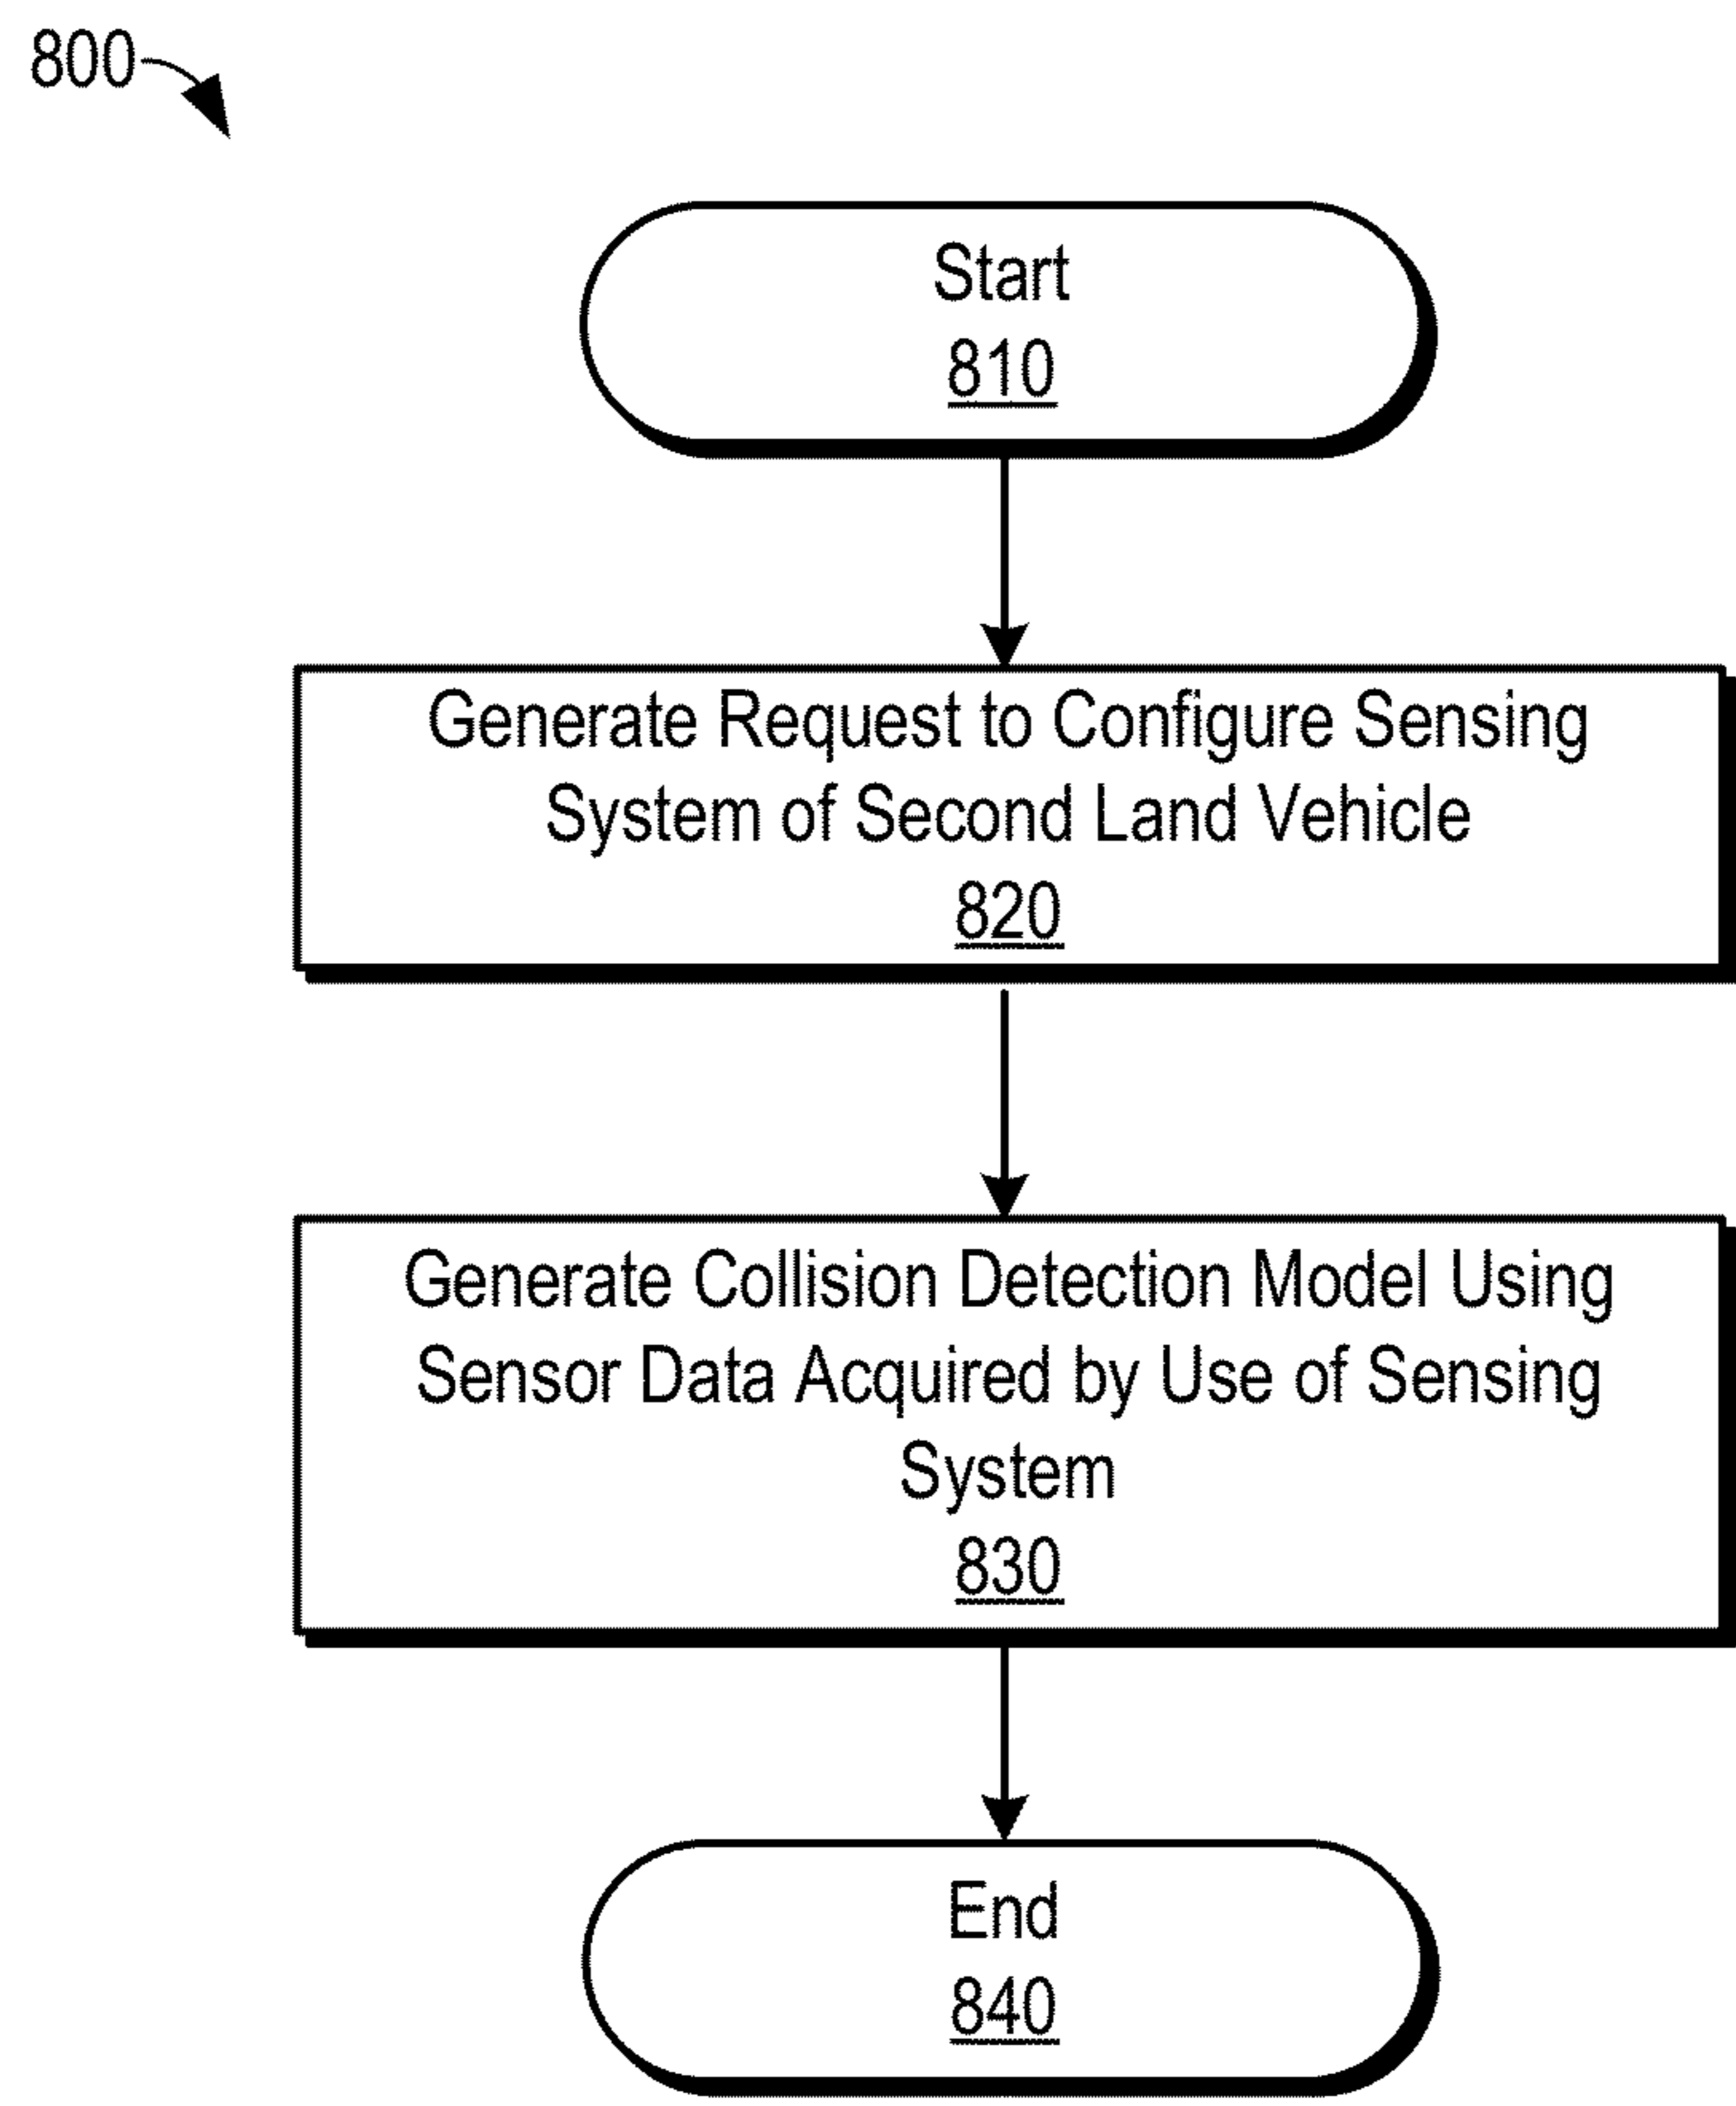 800
Start
810
Generate Request to Configure Sensing
System of Second Land Vehicle
820
Generate Collision Detection Model Using
Sensor Data Acquired by Use of Sensing
System
830
End
840